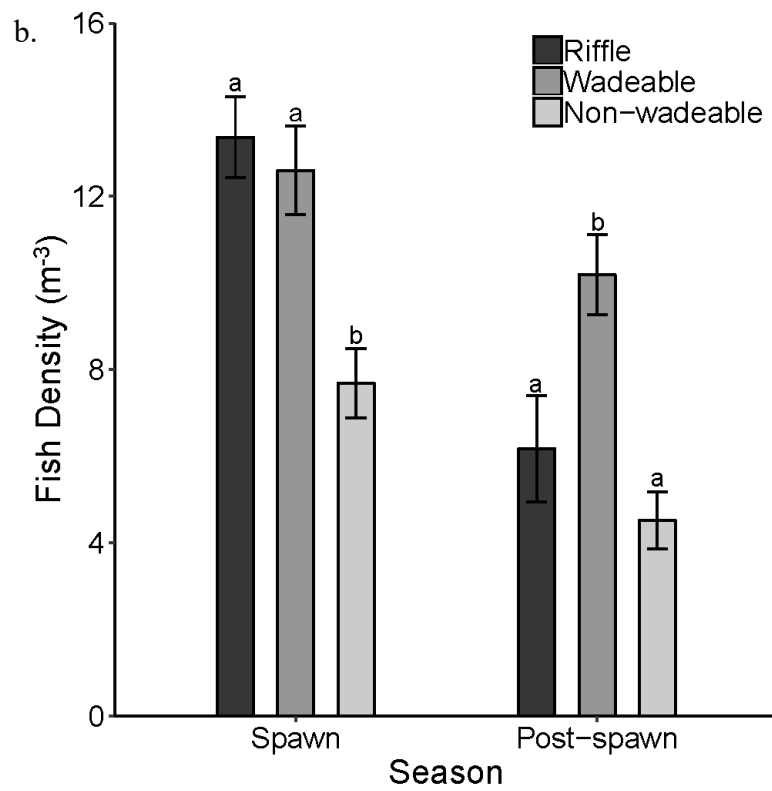 b.
16
12
8
4
0
Fish Density (m⁻³)
Riffle
Wadeable
Non−wadeable
a
a
b
a
b
a
Spawn
Post−spawn
Season